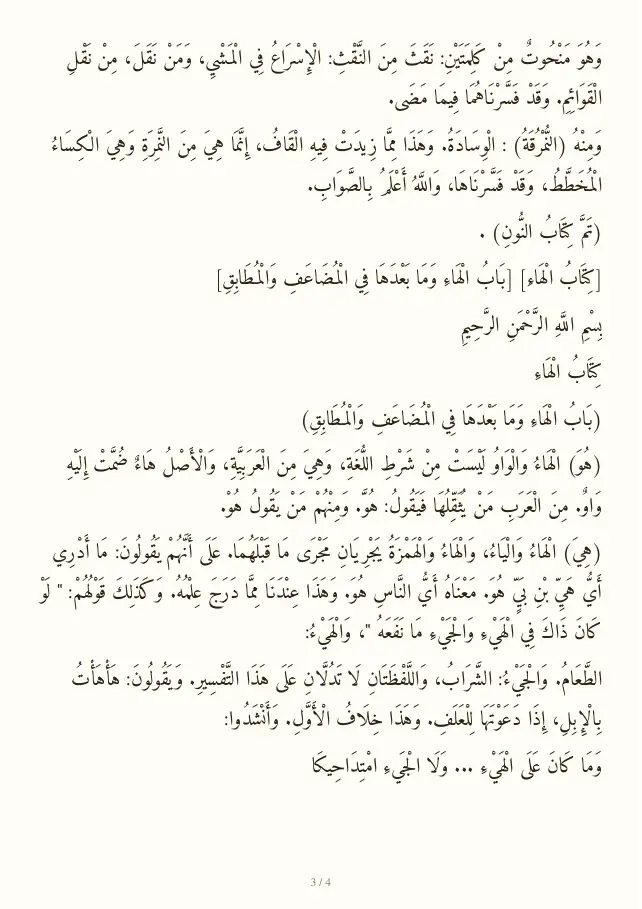 وَهُوَ مَنْحُوتٌ مِنْ كَلِمَتَيْنِ: نَقَثَ مِنَ النَّقْثِ: الْإِسْرَاعُ فِي الْمَشْيِ، وَمَنْ نَقَلَ، مِنْ نَقْلِ
الْقَوَائِمِ. وَقَدْ فَسَّرْنَاهُمَا فِيمَا مَضَى.
وَمِنْهُ (النُّمْرُقَةُ) : الْوِسَادَةُ. وَهَذَا مِمَّا زِيدَتْ فِيهِ الْقَافُ، إِنَّمَا هِيَ مِنَ النَّمِرَةِ وَهِيَ الْكِسَاءُ
الْمُخَطَّطُ، وَقَدْ فَسَّرْنَاهَا، وَاللَّهُ أَعْلَمُ بِالصَّوَابِ.
(تَمَّ كِتَابُ النُّونِ) .
[كِتَابُ الْهَاءِ] [بَابُ الْهَاءِ وَمَا بَعْدَهَا فِي الْمُضَاعَفِ وَالْمُطَابِقِ]
بِسْمِ اللَّهِ الرَّحْمَنِ الرَّحِيمِ
كِتَابُ الْهَاءِ
(بَابُ الْهَاءِ وَمَا بَعْدَهَا فِي الْمُضَاعَفِ وَالْمُطَابِقِ)
(هُوَ) الْهَاءُ وَالْوَاوُ لَيْسَتْ مِنْ شَرْطِ اللُّغَةِ، وَهِيَ مِنَ الْعَرَبِيَّةِ، وَالْأَصْلُ هَاءٌ ضُمَّتْ إِلَيْهِ
وَاوٌ. مِنَ الْعَرَبِ مَنْ يُثَقِّلُهَا فَيَقُولُ: هُوَّ. وَمِنْهُمْ مَنْ يَقُولُ هُوْ.
(هِيَ) الْهَاءُ وَالْيَاءُ، وَالْهَاءُ وَالْهَمْزَةُ يَجْرِيَانِ مَجْرَى مَا قَبْلَهُمَا. عَلَى أَنَّهُمْ يَقُولُونَ: مَا أَدْرِي
أَيُّ هَيِّ بْنِ بَيٍّ هُوَ. مَعْنَاهُ أَيُّ النَّاسِ هُوَ. وَهَذَا عِنْدَنَا مِمَّا دَرَجَ عِلْمُهُ. وَكَذَلِكَ قَوْلُهُمْ: " لَوْ
كَانَ ذَاكَ فِي الْهَيْءِ وَالْجَيْءِ مَا نَفَعَهُ "، وَالْهَيْءُ:
الطَّعَامُ. وَالْجَيْءُ: الشَّرَابُ، وَاللَّفْظَتَانِ لَا تَدُلَّانِ عَلَى هَذَا التَّفْسِيرِ. وَيَقُولُونَ: هَأْهَأْتُ
بِالْإِبِلِ، إِذَا دَعَوْتَهَا لِلْعَلَفِ. وَهَذَا خِلَافُ الْأَوَّلِ. وَأَنْشَدُوا:
وَمَا كَانَ عَلَى الْهَيْءِ ... وَلَا الْجَيْءِ امْتِدَاحِيكَا
3 / 4